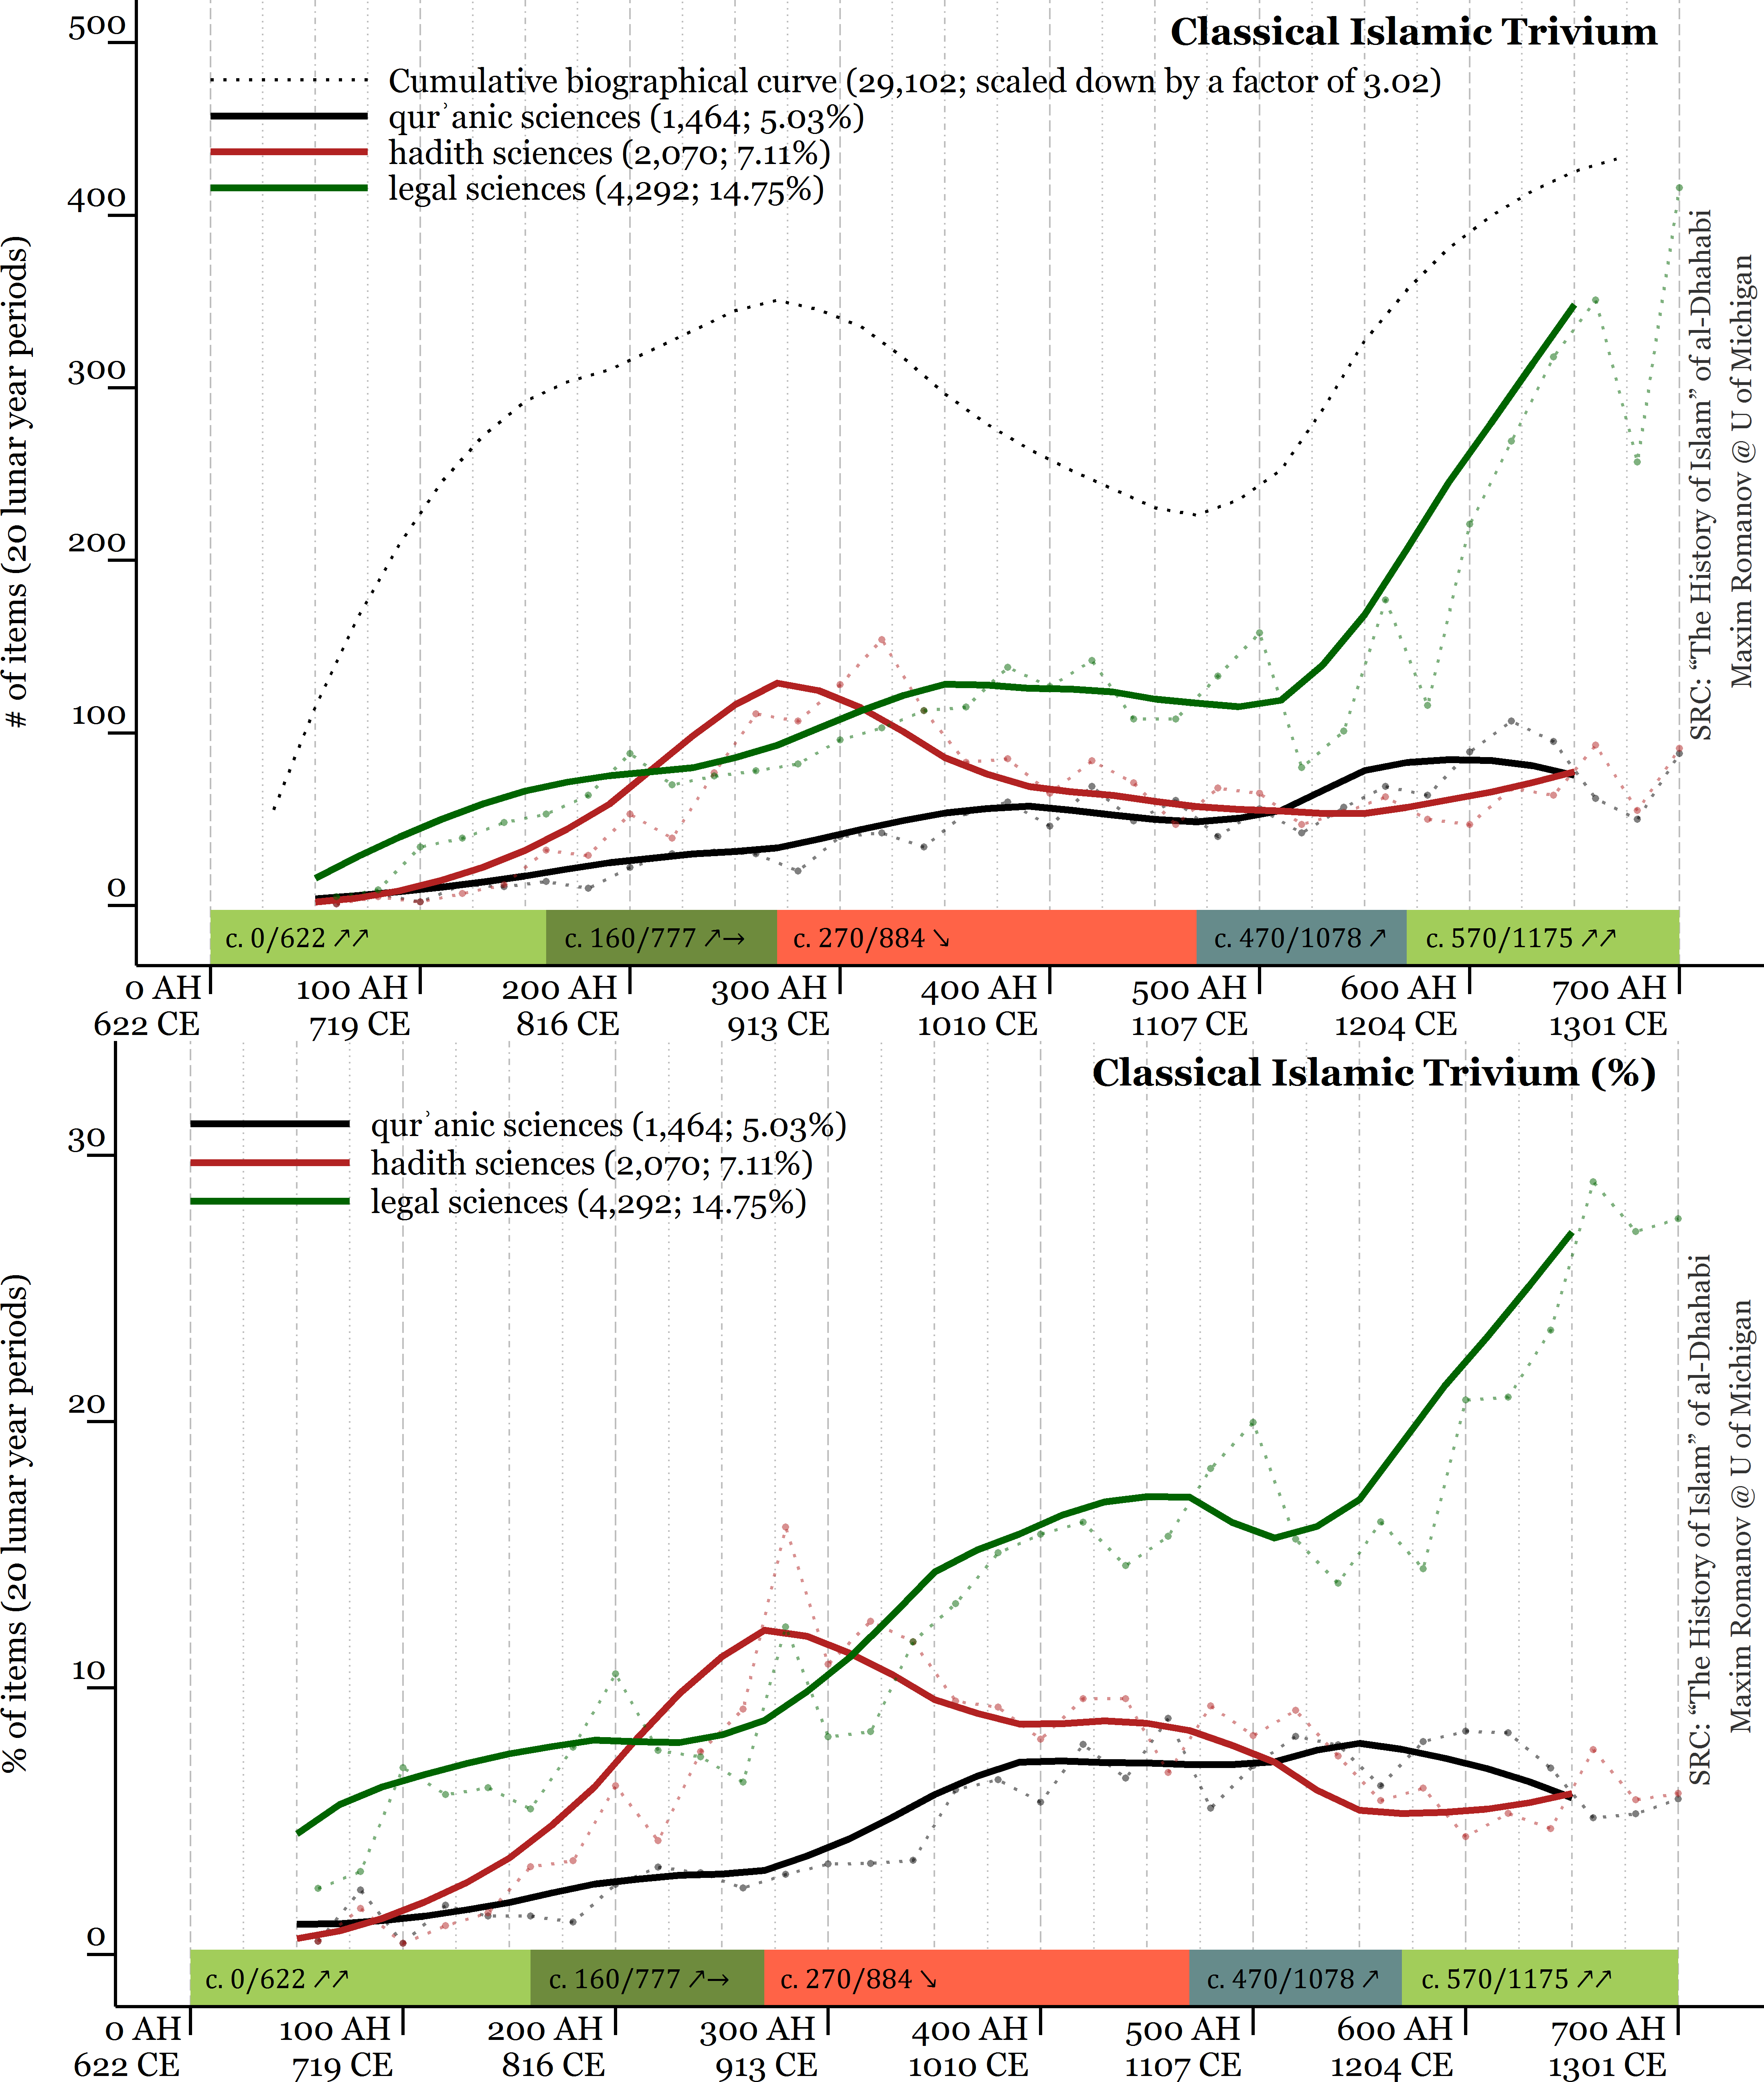 Classical Islamic Trivium
Cumulative biographical curve (29,102; scaled down by a factor of 3.02)
qurʾanic sciences (1,464; 5.03%)
hadith sciences (2,070; 7.11%)
legal sciences (4,292; 14.75%)
# of items (20 lunar year periods)
500
400
300
200
100
0
SRC: “The History of Islam” of al-Dhahabi
Maxim Romanov @ U of Michigan
c. 0/622 ↗↗
c. 160/777 ↗→
c. 270/884 ↘
c. 470/1078 ↗
c. 570/1175 ↗↗
0 AH 100 AH 200 AH 300 AH 400 AH 500 AH 600 AH 700 AH
622 CE 719 CE 816 CE 913 CE 1010 CE 1107 CE 1204 CE 1301 CE
Classical Islamic Trivium (%)
qurʾanic sciences (1,464; 5.03%)
hadith sciences (2,070; 7.11%)
legal sciences (4,292; 14.75%)
% of items (20 lunar year periods)
30
20
10
0
SRC: “The History of Islam” of al-Dhahabi
Maxim Romanov @ U of Michigan
c. 0/622 ↗↗
c. 160/777 ↗→
c. 270/884 ↘
c. 470/1078 ↗
c. 570/1175 ↗↗
0 AH 100 AH 200 AH 300 AH 400 AH 500 AH 600 AH 700 AH
622 CE 719 CE 816 CE 913 CE 1010 CE 1107 CE 1204 CE 1301 CE